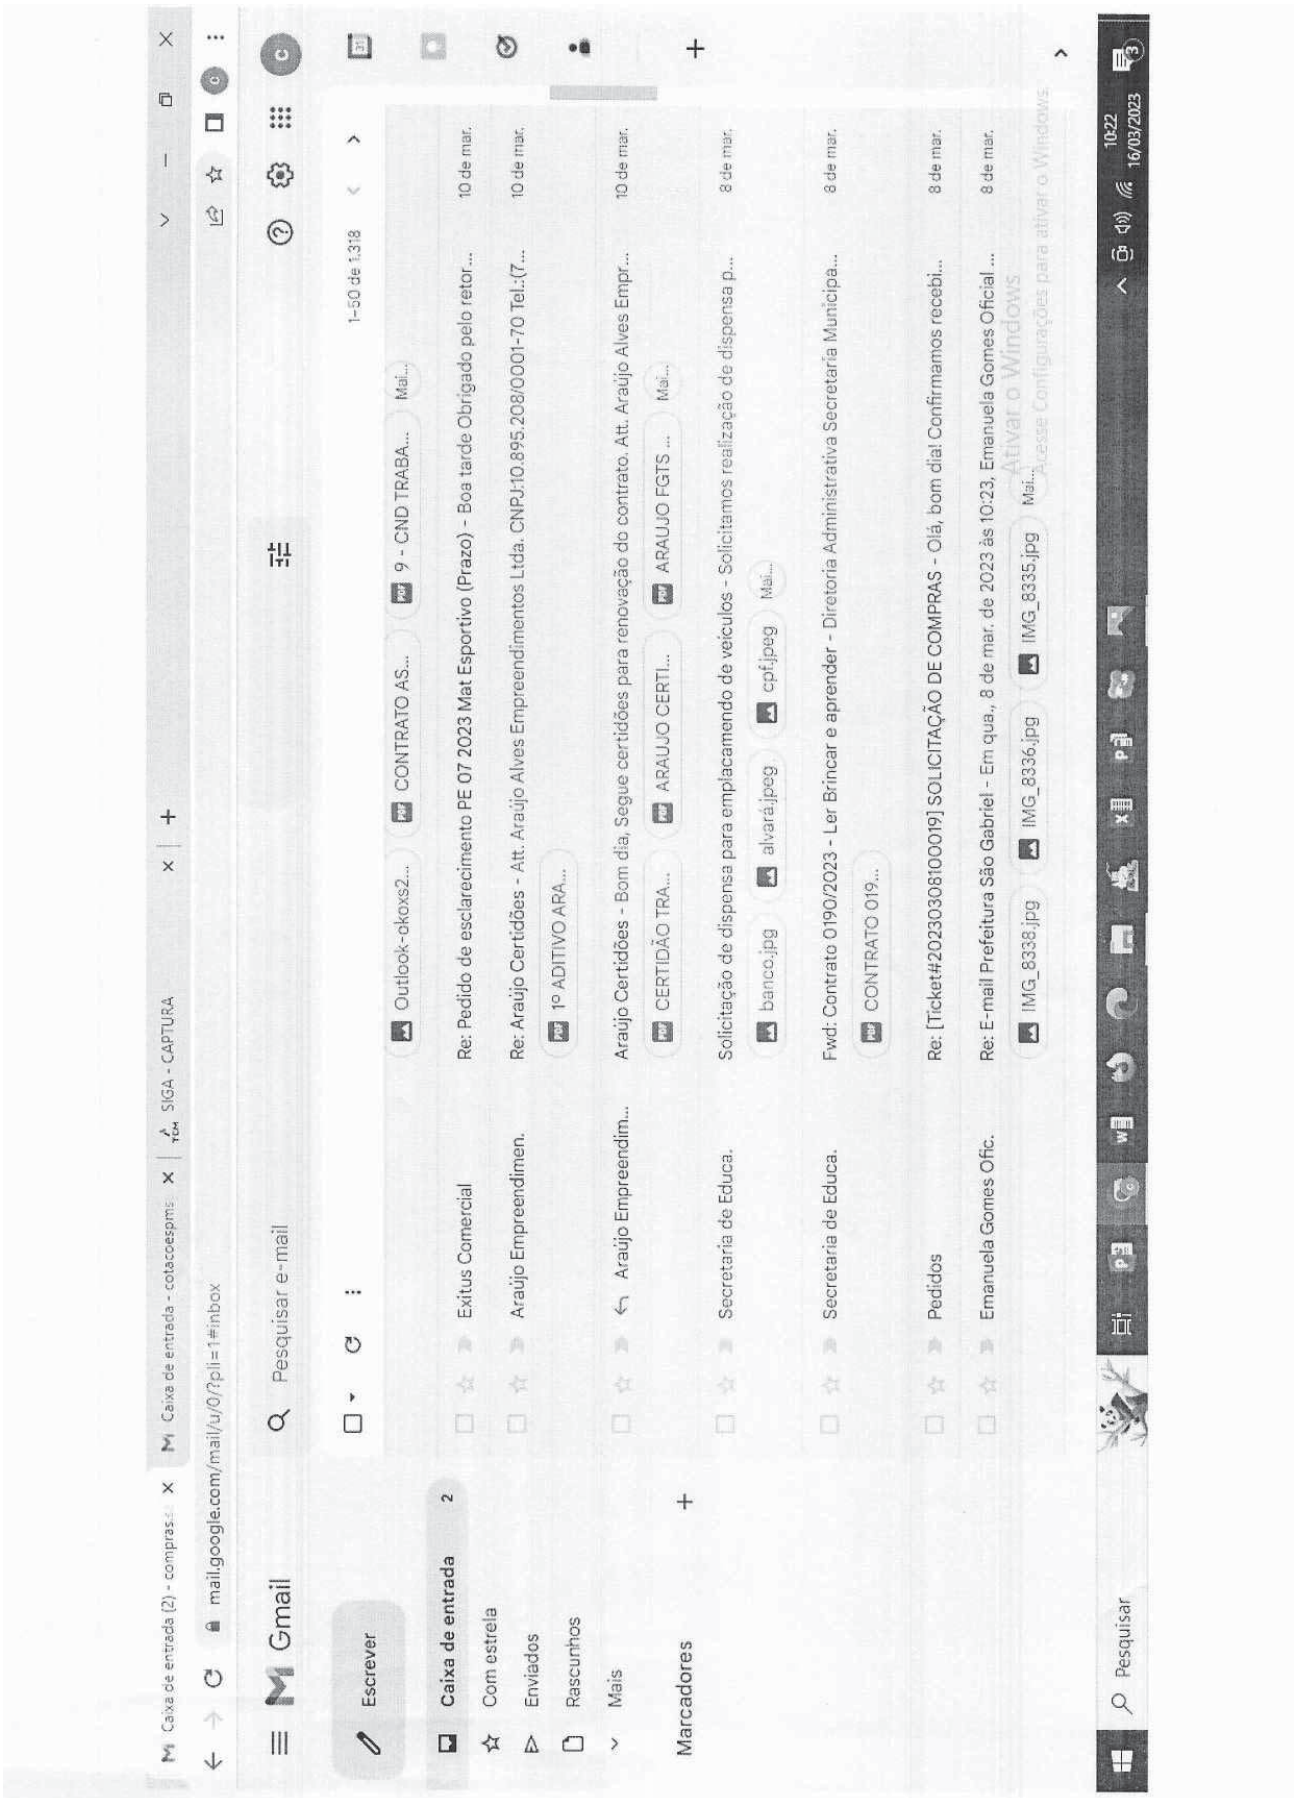 Caixa de entrada (2) - compras.
Caixa de entrada - cotacoespms
TCM SIGA - CAPTURA
mail.google.com/mail/u/0/?pli=1#inbox
Gmail
Pesquisar e-mail
C
Escrever
1-50 de 1.318
31
Outlook-okoxs2...
CONTRATO AS...
9 - CND TRABA...
Mai...
Caixa de entrada 2
Exitus Comercial
Re: Pedido de esclarecimento PE 07 2023 Mat Esportivo (Prazo) - Boa tarde Obrigado pelo retor...
10 de mar.
Com estrela
Araújo Empreendimen.
Re: Araújo Certidões - Att. Araújo Alves Empreendimentos Ltda. CNPJ:10.895.208/0001-70 Tel.:(7...
10 de mar.
Enviados
1º ADITIVO ARA...
Rascunhos
Mais
Araújo Empreendim...
Araújo Certidões - Bom dia, Segue certidões para renovação do contrato. Att. Araújo Alves Empr...
10 de mar.
CERTIDÃO TRA...
ARAUJO CERTI...
ARAUJO FGTS ...
Mai...
Marcadores
Secretaria de Educa.
Solicitação de dispensa para emplacamento de veículos - Solicitamos realização de dispensa p...
8 de mar.
banco.jpg
alvará.jpeg
cpf.jpeg
Mai...
Secretaria de Educa.
Fwd: Contrato 0190/2023 - Ler Brincar e aprender - Diretoria Administrativa Secretaria Municipa...
8 de mar.
CONTRATO 019...
Pedidos
Re: [Ticket#2023030810001​9] SOLICITAÇÃO DE COMPRAS - Olá, bom dia! Confirmamos recebi...
8 de mar.
Emanuela Gomes Ofic.
Re: E-mail Prefeitura São Gabriel - Em qua., 8 de mar. de 2023 às 10:23, Emanuela Gomes Oficial ...
8 de mar.
IMG_8338.jpg
IMG_8336.jpg
IMG_8335.jpg
Mai...
Ativar o Windows
Acesse Configurações para ativar o Windows.
Pesquisar
10:22
16/03/2023
3